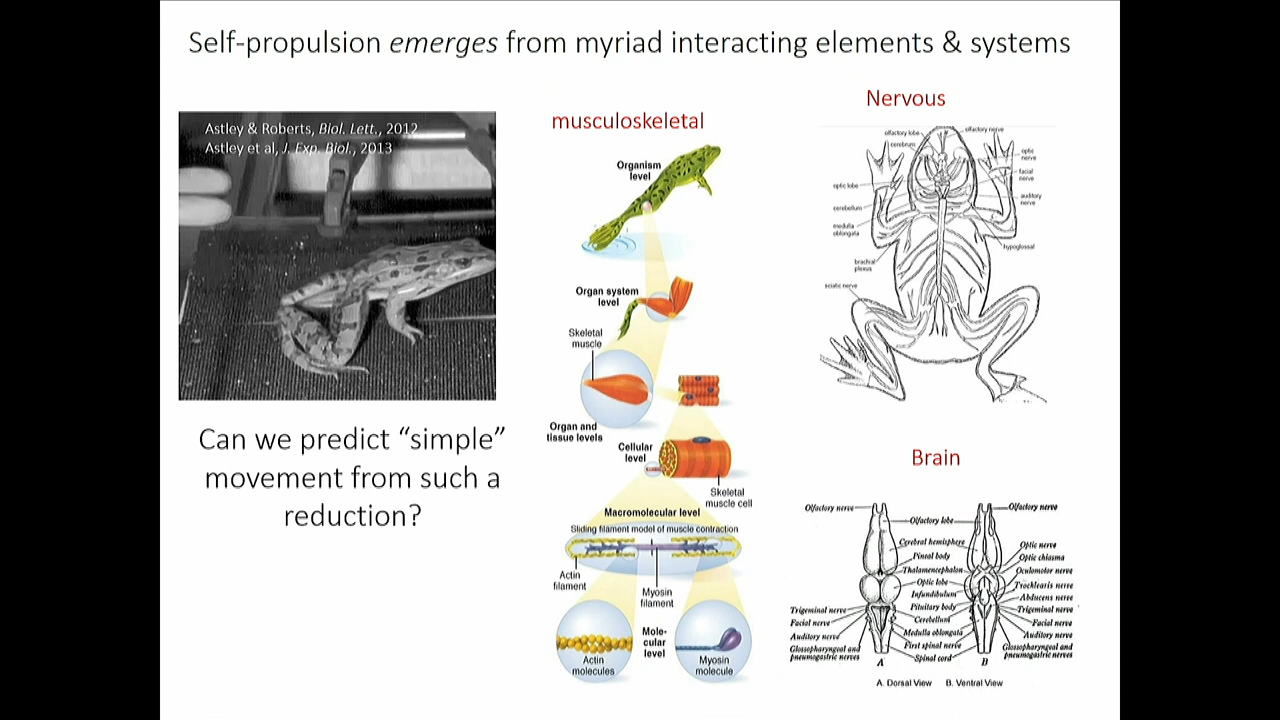 Self-propulsion emerges from myriad interacting elements & systems
Astley & Roberts, Biol. Lett., 2012
Astley et al, J. Exp. Biol., 2013
Can we predict “simple”
movement from such a
reduction?
musculoskeletal
Organism
level
Organ system
level
Skeletal
muscle
Organ and
tissue levels
Cellular
level
Skeletal
muscle cell
Macromolecular level
Sliding filament model of muscle contraction
Actin
filament
Myosin
filament
Mole-
cular
level
Actin
molecules
Myosin
molecule
Nervous
olfactory lobe
olfactory nerve
cerebrum
optic
nerve
facial
nerve
optic lobe
auditory
nerve
cerebellum
medulla
oblongata
hypoglossal
brachial
plexus
sciatic nerve
Brain
Olfactory nerve
Olfactory nerve
Olfactory lobe
Cerebral hemisphere
Pineal body
Thalamencephalon
Optic lobe
Infundibulum
Pituitary body
Cerebellum
Medulla oblongata
First spinal nerve
Spinal cord
Optic nerve
Optic chiasma
Oculomotor nerve
Trochlearis nerve
Abducens nerve
Trigeminal nerve
Facial nerve
Auditory nerve
Glossopharyngeal and
pneumogastric nerves
Trigeminal nerve
Facial nerve
Auditory nerve
Glossopharyngeal and
pneumogastric nerves
A
B
A. Dorsal View
B. Ventral View